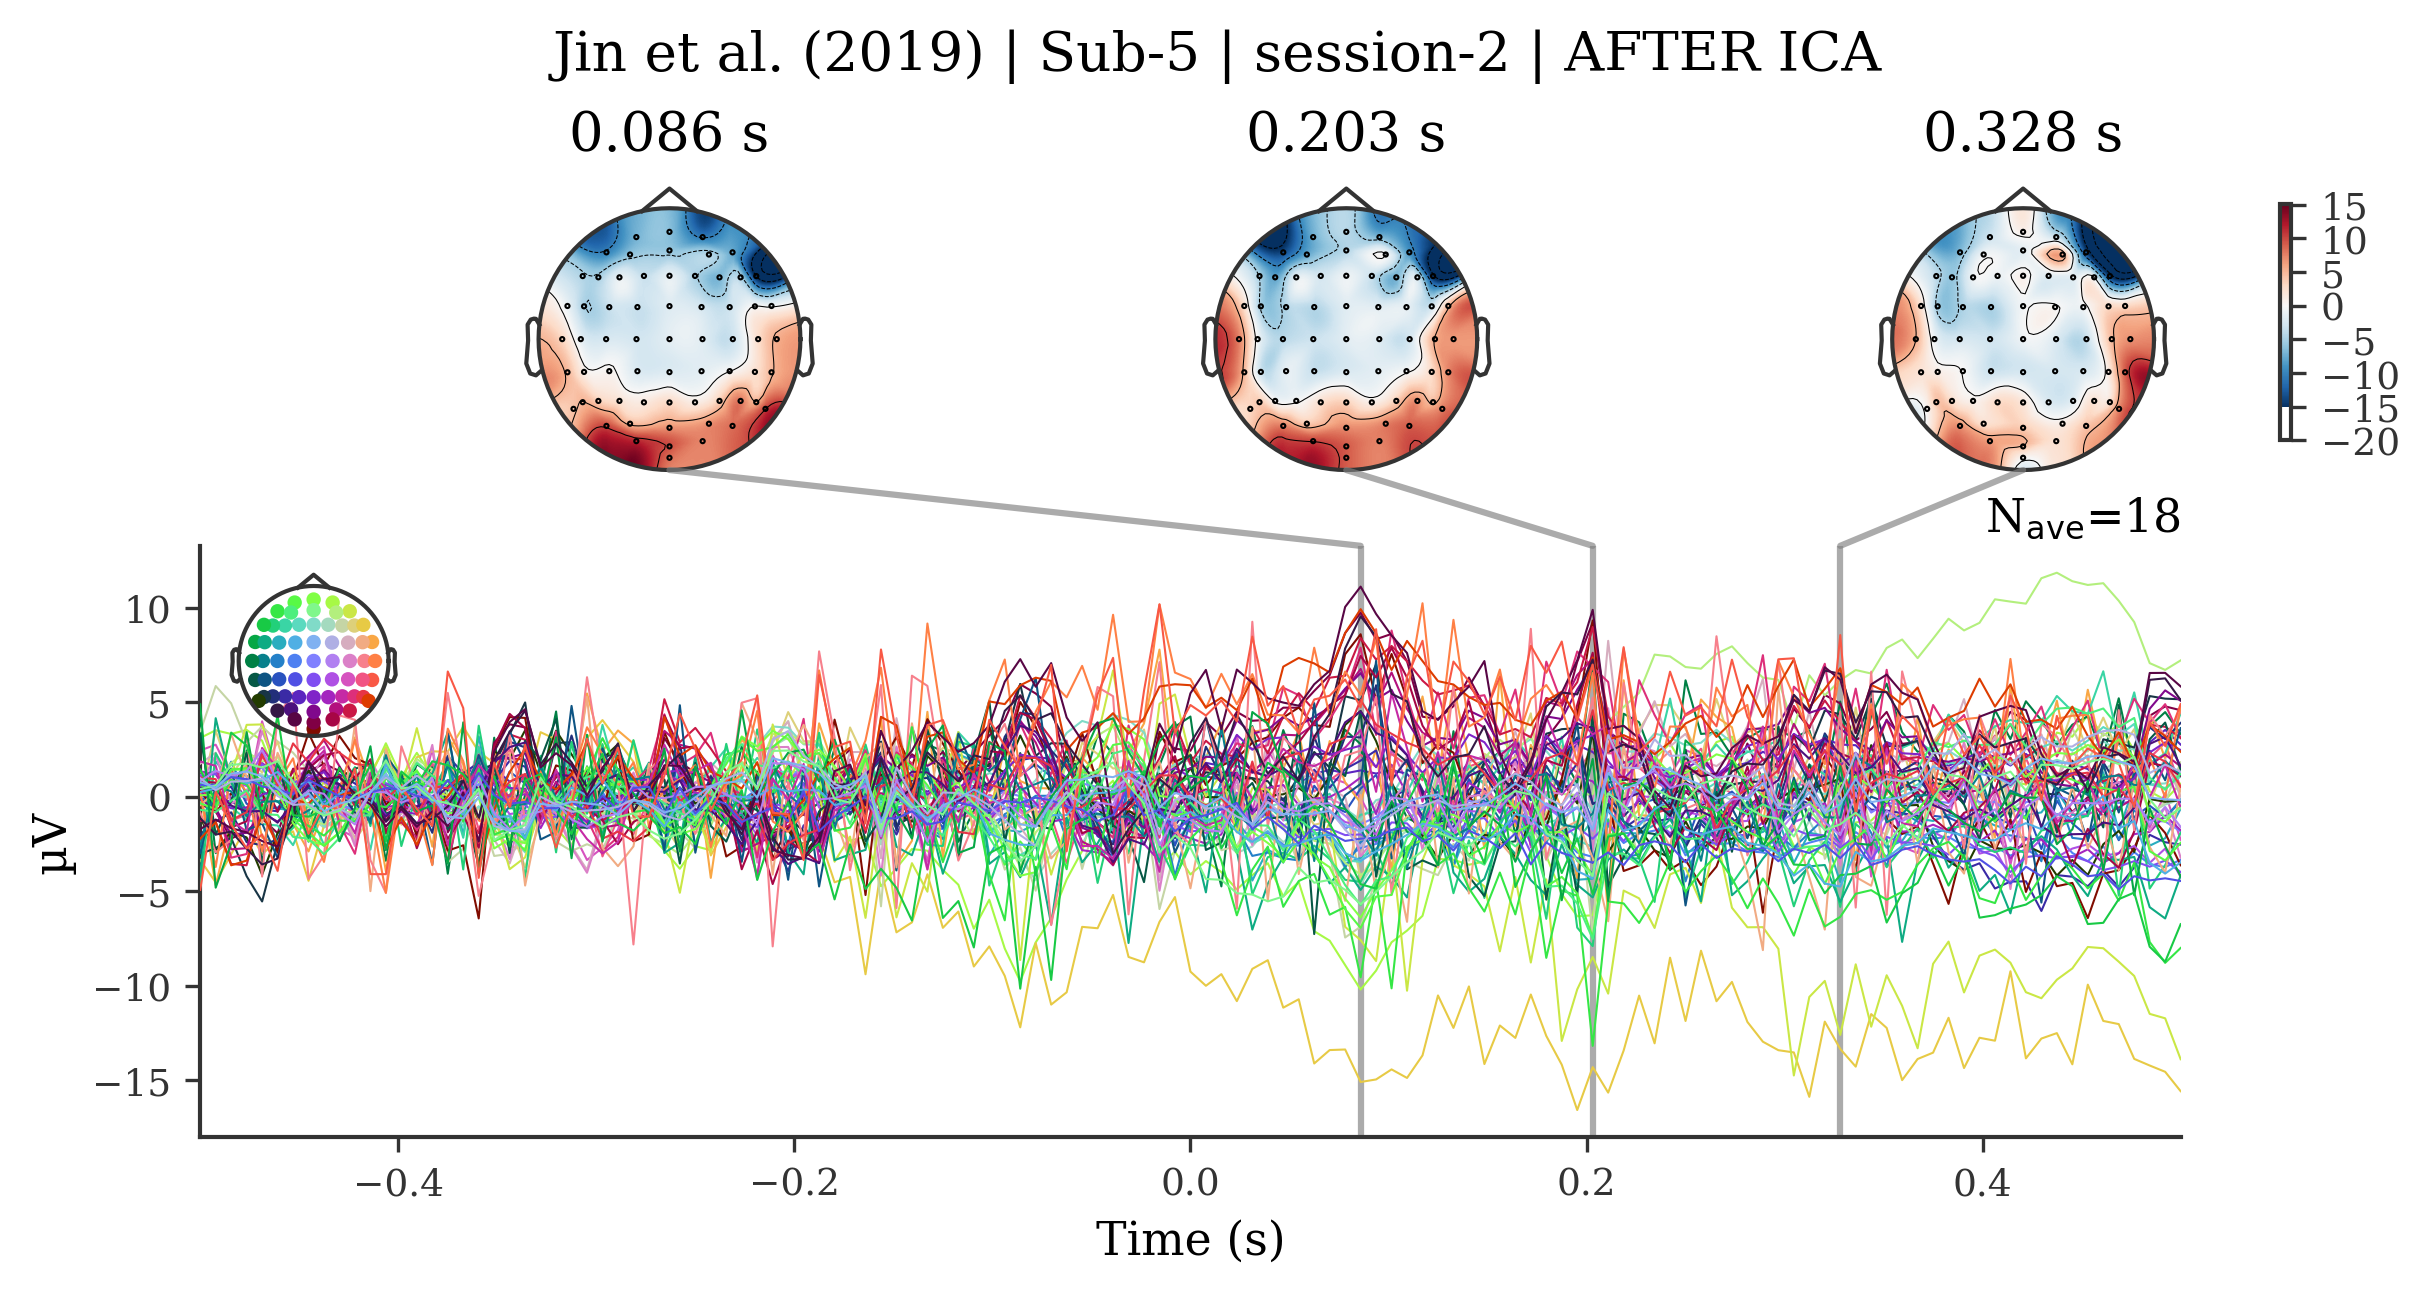 Jin et al. (2019) | Sub-5 | session-2 | AFTER ICA
0.086 s
0.203 s
0.328 s
15
10
5
0
−5
−10
−15
−20
Nave=18
10
5
0
−5
−10
−15
µV
−0.4
−0.2
0.0
0.2
0.4
Time (s)